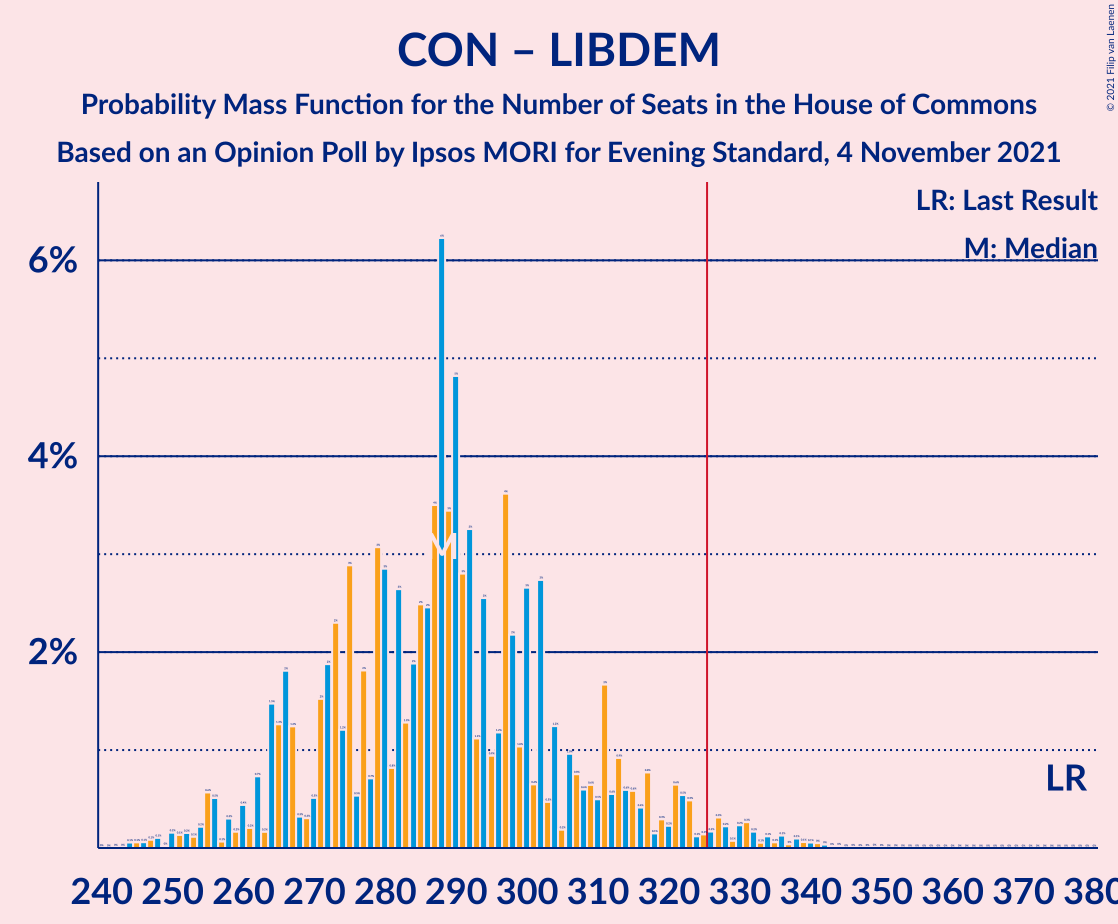 CON – LIBDEM
Probability Mass Function for the Number of Seats in the House of Commons
Based on an Opinion Poll by Ipsos MORI for Evening Standard, 4 November 2021
© 2021 Filip van Laenen
LR: Last Result
M: Median
6%
4%
2%
M
LR
240 250 260 270 280 290 300 310 320 330 340 350 360 370 380